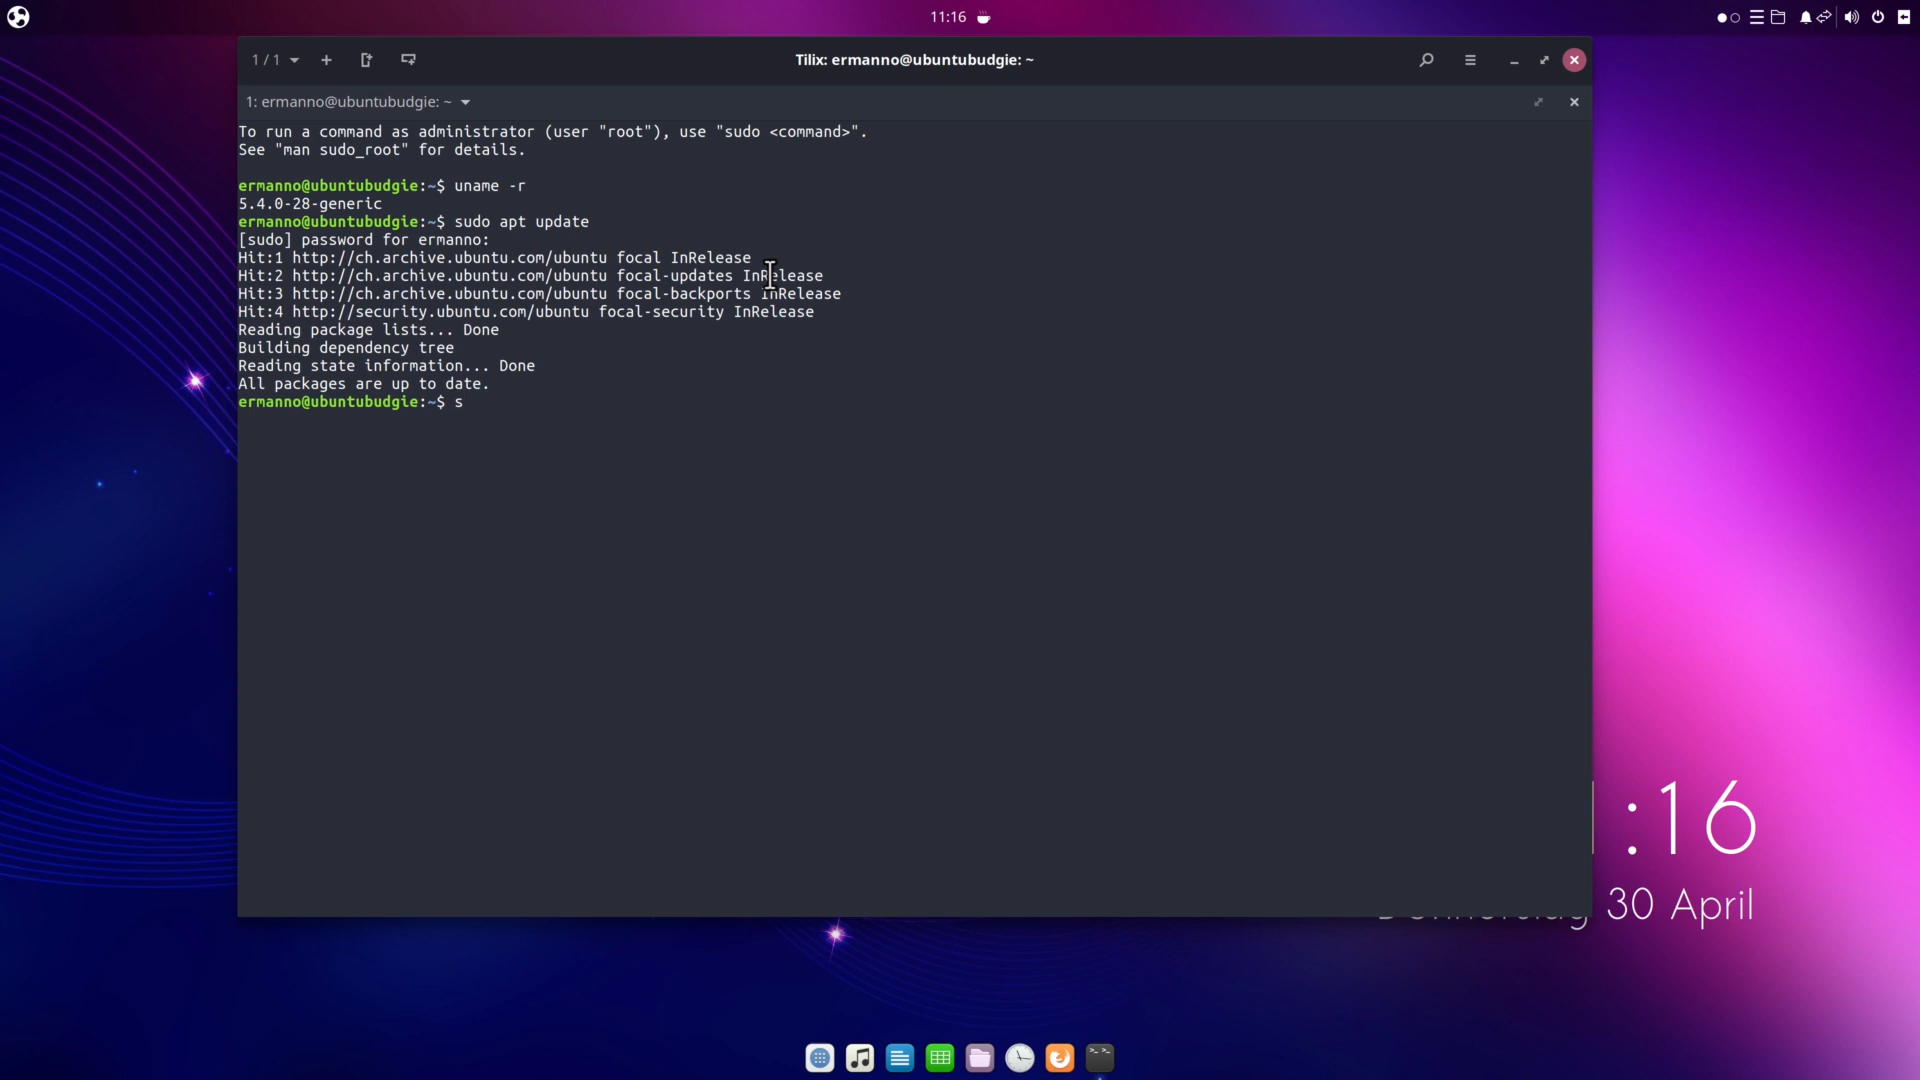 11:16
1 / 1
Tilix: ermanno@ubuntubudgie: ~
1: ermanno@ubuntubudgie: ~
To run a command as administrator (user "root"), use "sudo <command>".
See "man sudo_root" for details.
ermanno@ubuntubudgie:~$ uname -r
5.4.0-28-generic
ermanno@ubuntubudgie:~$ sudo apt update
[sudo] password for ermanno:
Hit:1 http://ch.archive.ubuntu.com/ubuntu focal InRelease
Hit:2 http://ch.archive.ubuntu.com/ubuntu focal-updates InRelease
Hit:3 http://ch.archive.ubuntu.com/ubuntu focal-backports InRelease
Hit:4 http://security.ubuntu.com/ubuntu focal-security InRelease
Reading package lists... Done
Building dependency tree
Reading state information... Done
All packages are up to date.
ermanno@ubuntubudgie:~$ s
:16
30 April